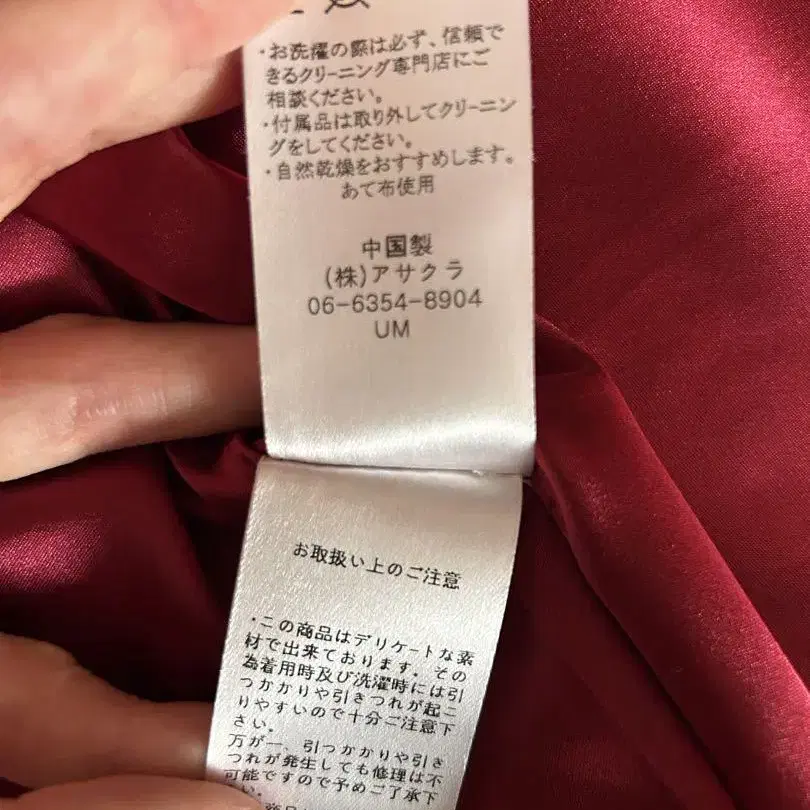 ・お洗濯の際は必ず、信頼で
きるクリーニング専門店にご
相談ください。
・付属品は取り外してクリーニン
グをしてください。
・自然乾燥をおすすめします。
あて布使用
中国製
(株)アサクラ
06-6354-8904
UM
お取扱い上のご注意
・この商品はデリケートな素
材で出来ております。その
為着用時及び洗濯時には引
つかかりや引きつれが起こ
りやすいので十分ご注意下
さい。
万が一、引つかかりや引き
つれが発生しても修理は不
可能ですので予めご了承下
さい。